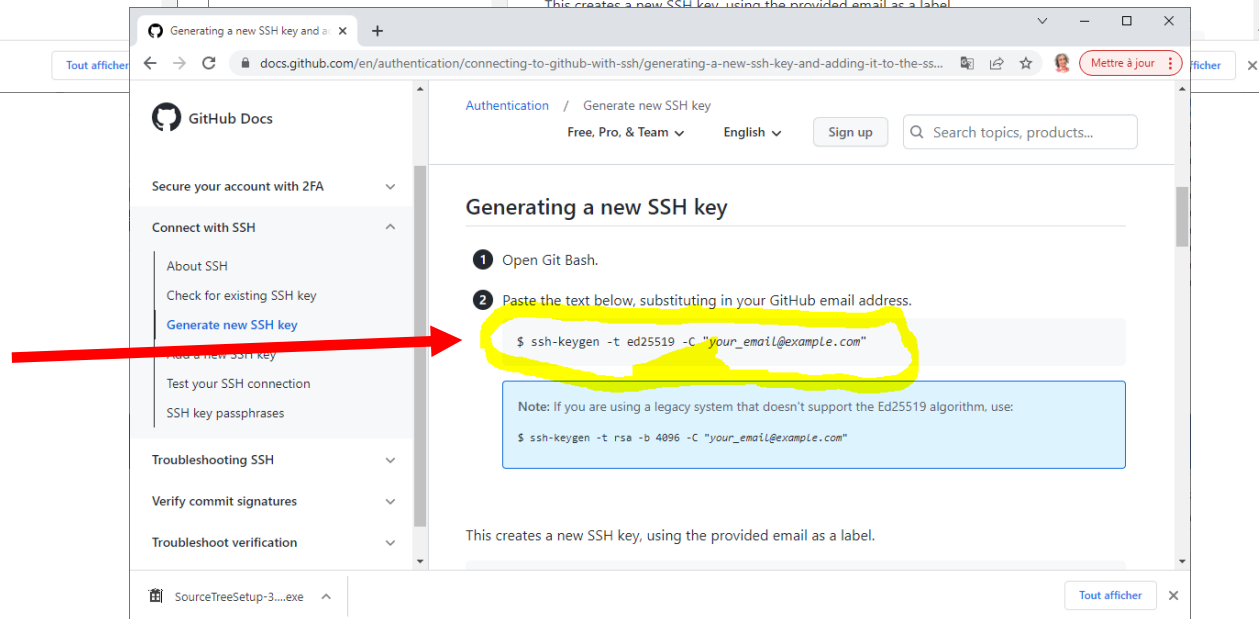 This creates a new SSH key, using the provided email as a label.
Generating a new SSH key and a
Tout afficher
docs.github.com/en/authentication/connecting-to-github-with-ssh/generating-a-new-ssh-key-and-adding-it-to-the-ss...
Mettre à jour
fficher
GitHub Docs
Secure your account with 2FA
Connect with SSH
About SSH
Check for existing SSH key
Generate new SSH key
Add a new SSH key
Test your SSH connection
SSH key passphrases
Troubleshooting SSH
Verify commit signatures
Troubleshoot verification
Authentication / Generate new SSH key
Free, Pro, & Team English Sign up Search topics, products...
Generating a new SSH key
1 Open Git Bash.
2 Paste the text below, substituting in your GitHub email address.
$ ssh-keygen -t ed25519 -C "your_email@example.com"
Note: If you are using a legacy system that doesn't support the Ed25519 algorithm, use:
$ ssh-keygen -t rsa -b 4096 -C "your_email@example.com"
This creates a new SSH key, using the provided email as a label.
SourceTreeSetup-3....exe
Tout afficher